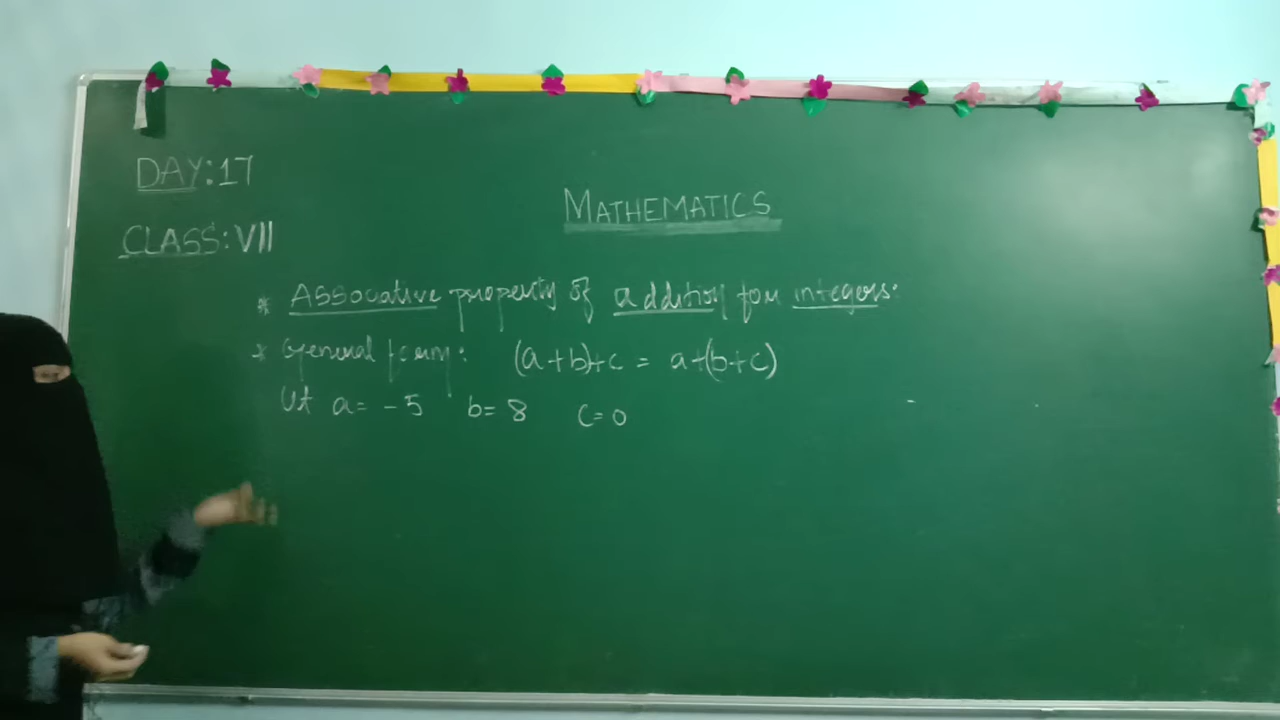 DAY:17
MATHEMATICS
CLASS:VII
* Associative property of addition for integers:
* General form: (a+b)+c = a+(b+c)
Let a= -5 b= 8 c= 0